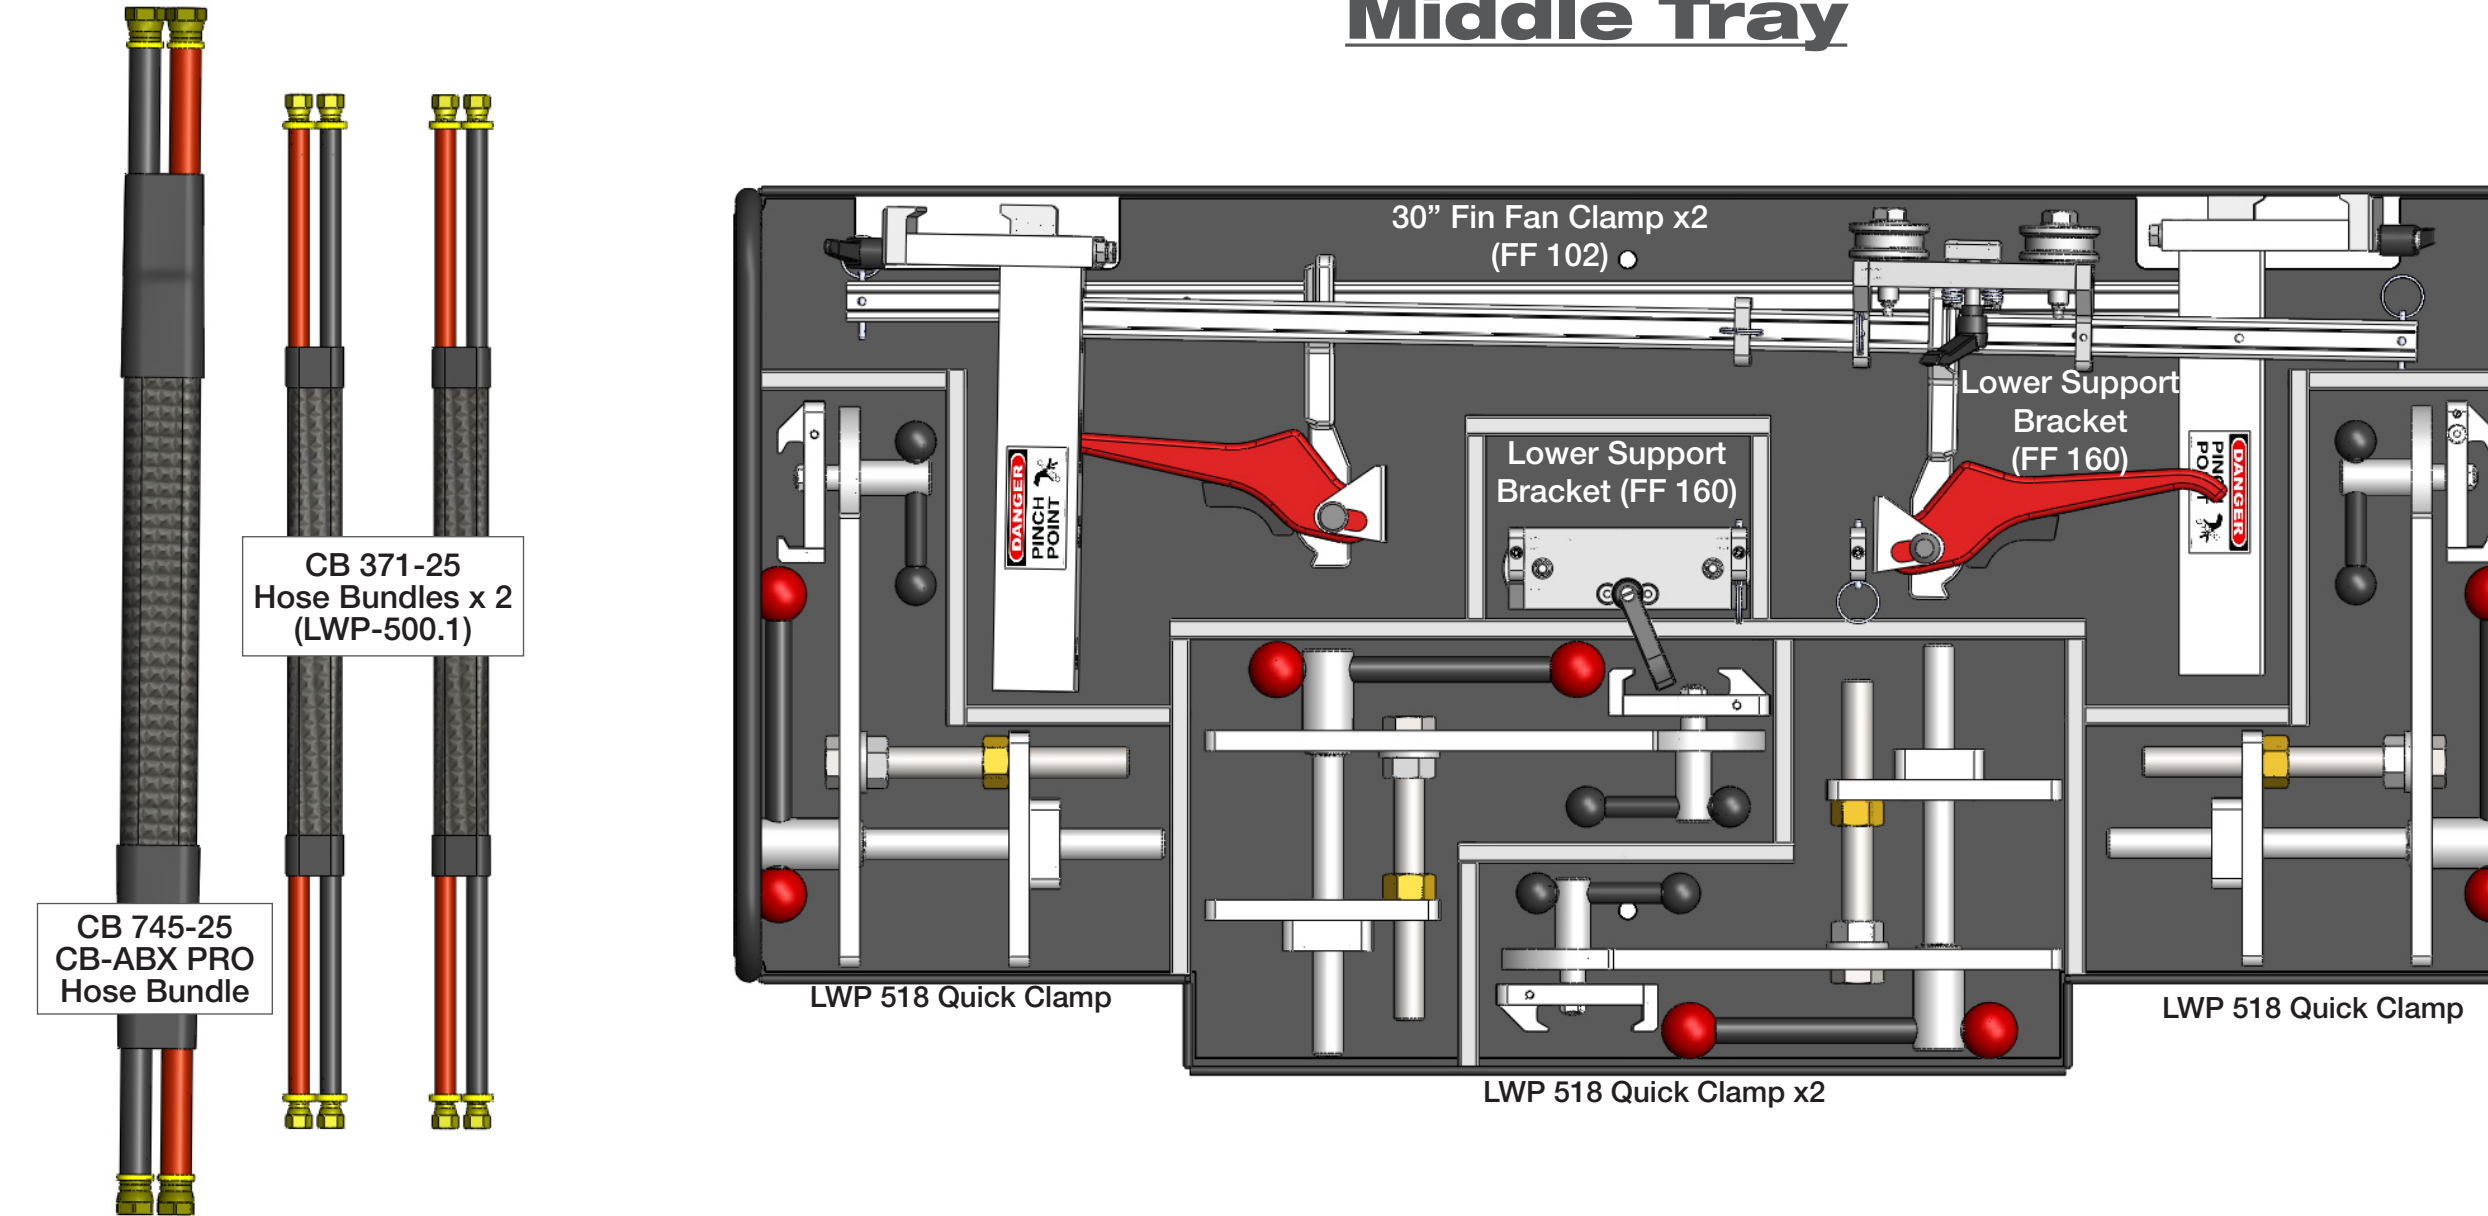 Middle Tray
30” Fin Fan Clamp x2
(FF 102)
Lower Support
Bracket
(FF 160)
Lower Support
Bracket (FF 160)
DANGER
PINCH
POINT
DANGER
CB 371-25
Hose Bundles x 2
(LWP-500.1)
CB 745-25
CB-ABX PRO
Hose Bundle
LWP 518 Quick Clamp
LWP 518 Quick Clamp
LWP 518 Quick Clamp x2